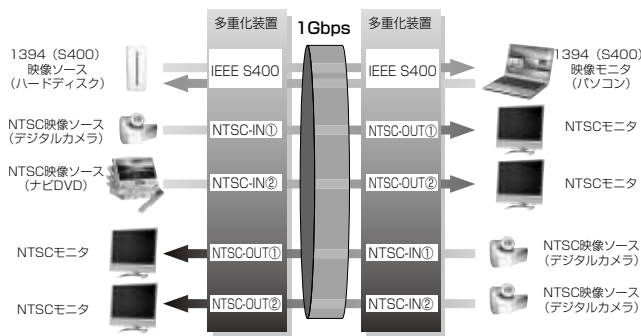 多重化装置
1Gbps
多重化装置
1394（S400）
映像ソース
（ハードディスク）
IEEE S400
IEEE S400
1394（S400）
映像モニタ
（パソコン）
NTSC映像ソース
（デジタルカメラ）
NTSC-IN①
NTSC-OUT①
NTSCモニタ
NTSC映像ソース
（ナビDVD）
NTSC-IN②
NTSC-OUT②
NTSCモニタ
NTSCモニタ
NTSC-OUT①
NTSC-IN①
NTSC映像ソース
（デジタルカメラ）
NTSCモニタ
NTSC-OUT②
NTSC-IN②
NTSC映像ソース
（デジタルカメラ）